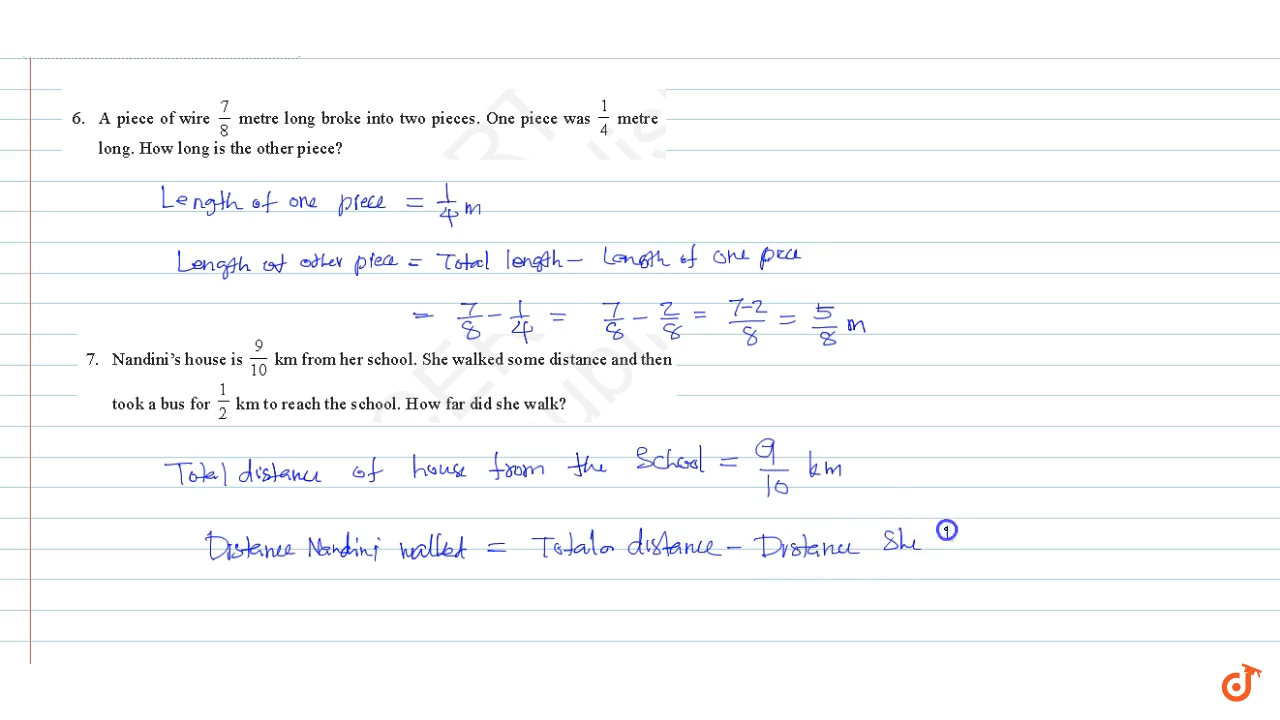 6. A piece of wire 7/8 metre long broke into two pieces. One piece was 1/4 metre
long. How long is the other piece?
Length of one piece = 1/4 m
Length of other piece = Total length - Length of one piece
= 7/8 - 1/4 = 7/8 - 2/8 = 7-2/8 = 5/8 m
7. Nandini's house is 9/10 km from her school. She walked some distance and then
took a bus for 1/2 km to reach the school. How far did she walk?
Total distance of house from the School = 9/10 km
Distance Nandini walked = Total distance - Distance She